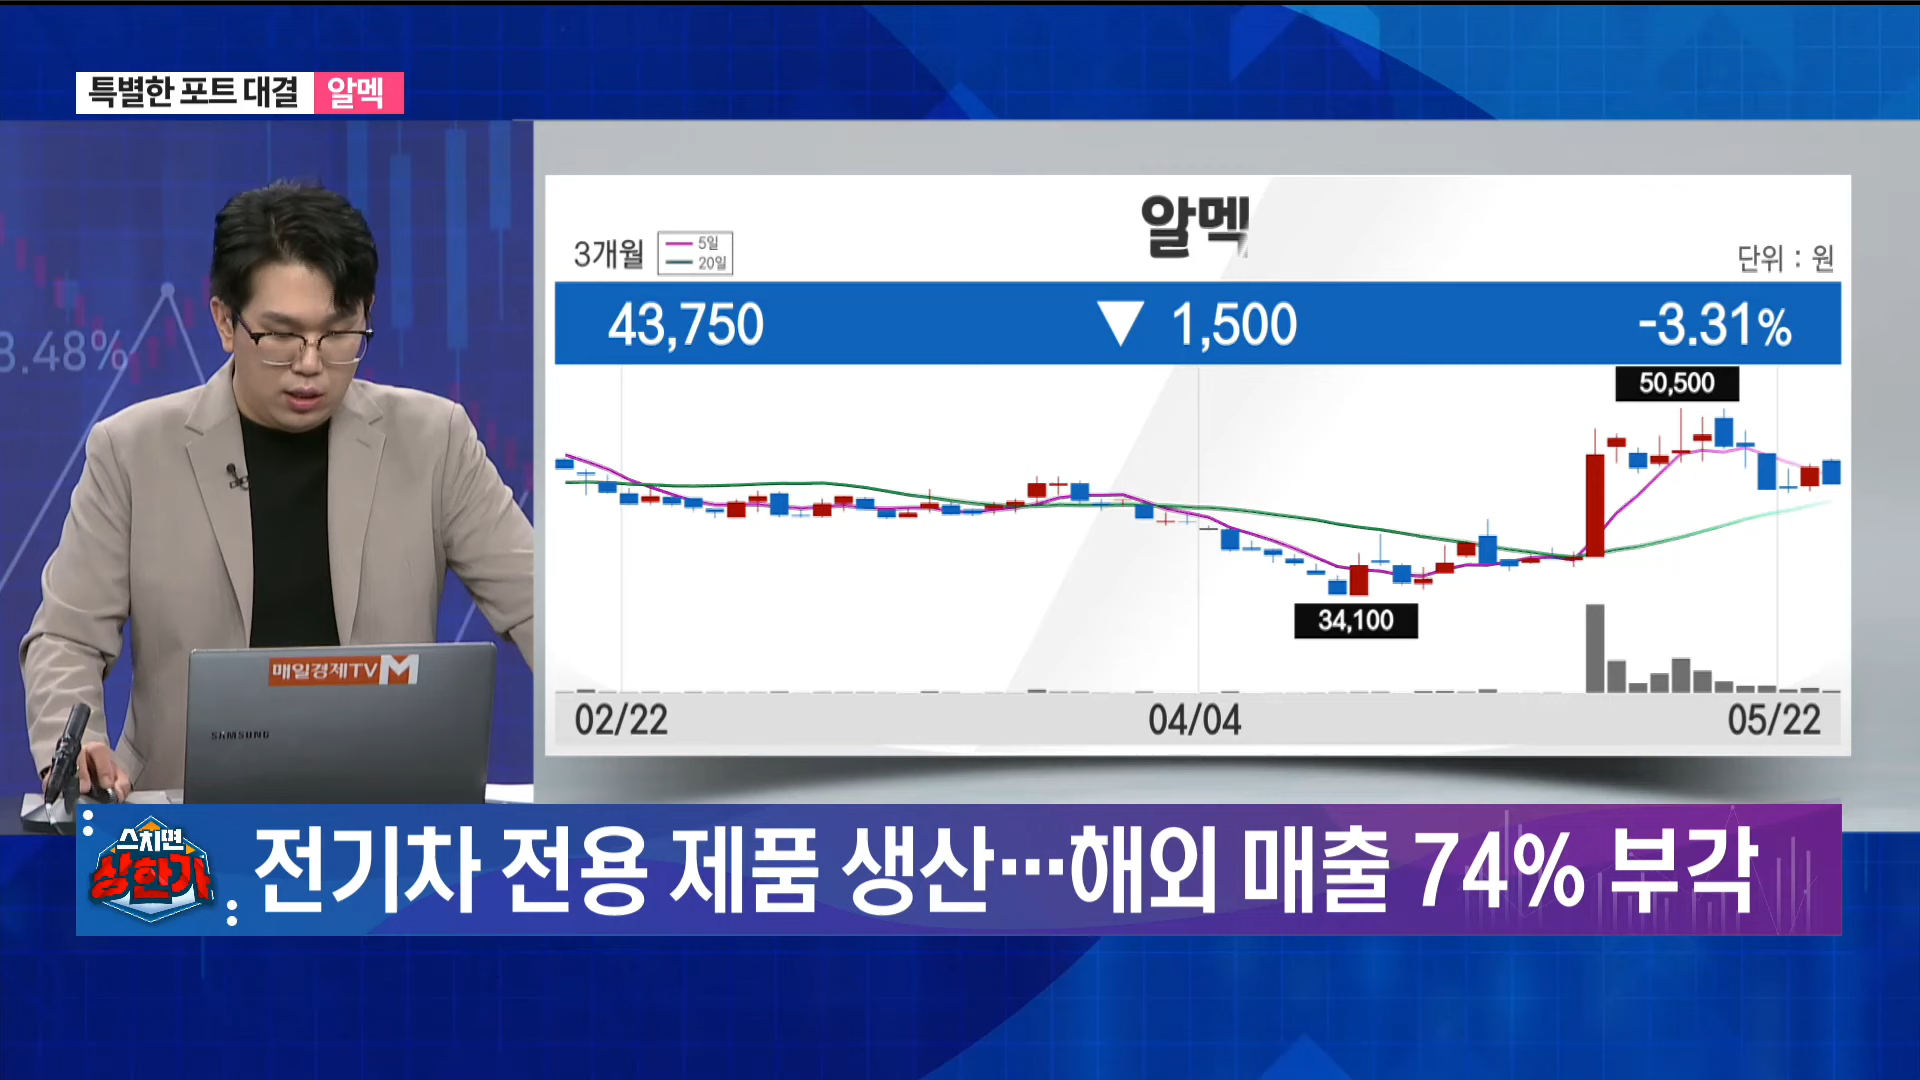 특별한 포트 대결 알멕
알멕
3개월
5일
20일
단위 : 원
43,750 ▼ 1,500 -3.31%
50,500
34,100
02/22 04/04 05/22
3.48%
매일경제TV M
SAMSUNG
스치면
상한가
전기차 전용 제품 생산…해외 매출 74% 부각